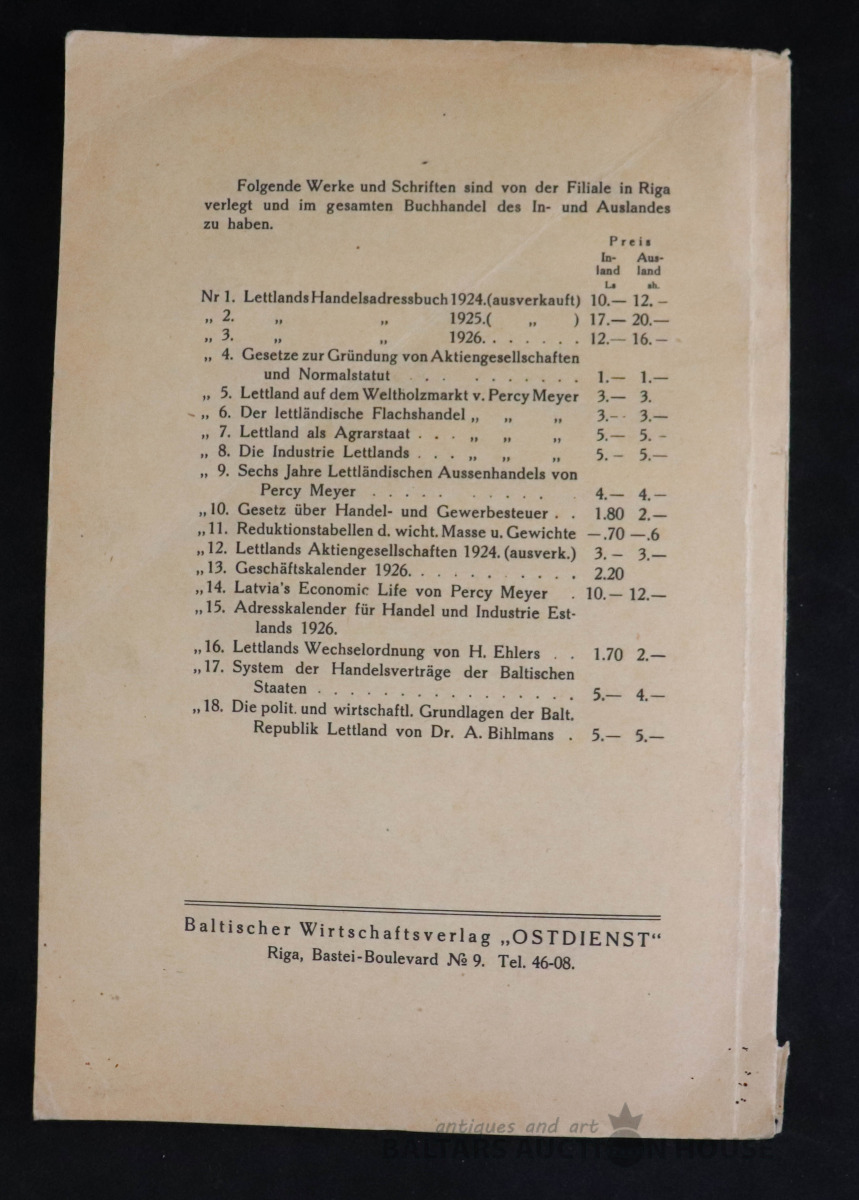 Folgende Werke und Schriften sind von der Filiale in Riga
verlegt und im gesamten Buchhandel des In- und Auslandes
zu haben.
Preis
In- Aus-
land land
Ls sh.
Nr 1. Lettlands Handelsadressbuch 1924.(ausverkauft) 10.— 12. –
„ 2. „ „ 1925.( „ ) 17.— 20.—
„ 3. „ „ 1926. . . . . . . 12.— 16. –
„ 4. Gesetze zur Gründung von Aktiengesellschaften
und Normalstatut . . . . . . . . . . 1.— 1.—
„ 5. Lettland auf dem Weltholzmarkt v. Percy Meyer 3.— 3.
„ 6. Der lettländische Flachshandel „ „ „ 3.-- 3.—
„ 7. Lettland als Agrarstaat . . . „ „ „ 5.— 5. –
„ 8. Die Industrie Lettlands . . . „ „ „ 5. – 5.—
„ 9. Sechs Jahre Lettländischen Aussenhandels von
Percy Meyer . . . . . . . . . . 4.— 4.—
„ 10. Gesetz über Handel- und Gewerbesteuer . . 1.80 2.—
„ 11. Reduktionstabellen d. wicht. Masse u. Gewichte —.70 —.6
„ 12. Lettlands Aktiengesellschaften 1924. (ausverk.) 3. – 3.—
„ 13. Geschäftskalender 1926. . . . . . . . . . . 2.20
„ 14. Latvia's Economic Life von Percy Meyer . 10.— 12.—
„ 15. Adresskalender für Handel und Industrie Est-
lands 1926.
„ 16. Lettlands Wechselordnung von H. Ehlers . . 1.70 2.—
„ 17. System der Handelsverträge der Baltischen
Staaten . . . . . . . . . . . . . . . . 5.— 4.—
„ 18. Die polit. und wirtschaftl. Grundlagen der Balt.
Republik Lettland von Dr. A. Bihlmans . 5.— 5.—
Baltischer Wirtschaftsverlag „OSTDIENST“
Riga, Bastei-Boulevard № 9. Tel. 46-08.
antiques and art
BALTARS AUCTION HOUSE